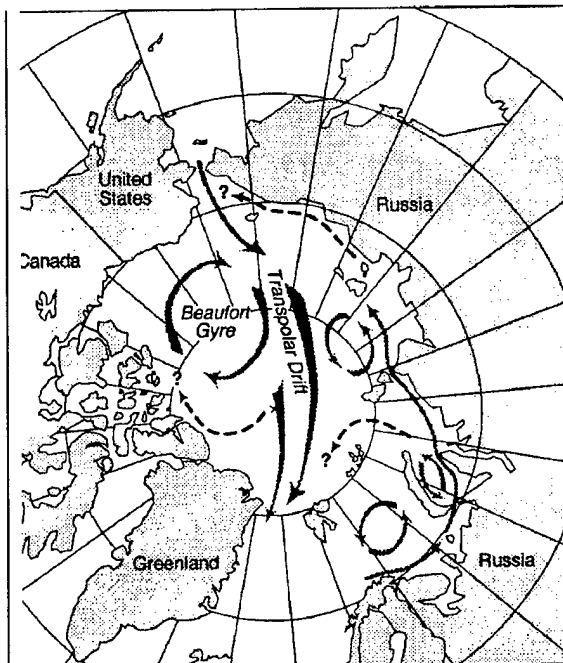 United
States
?
Russia
Canada
Beaufort
Gyre
Transpolar Drift
?
?
Greenland
Russia